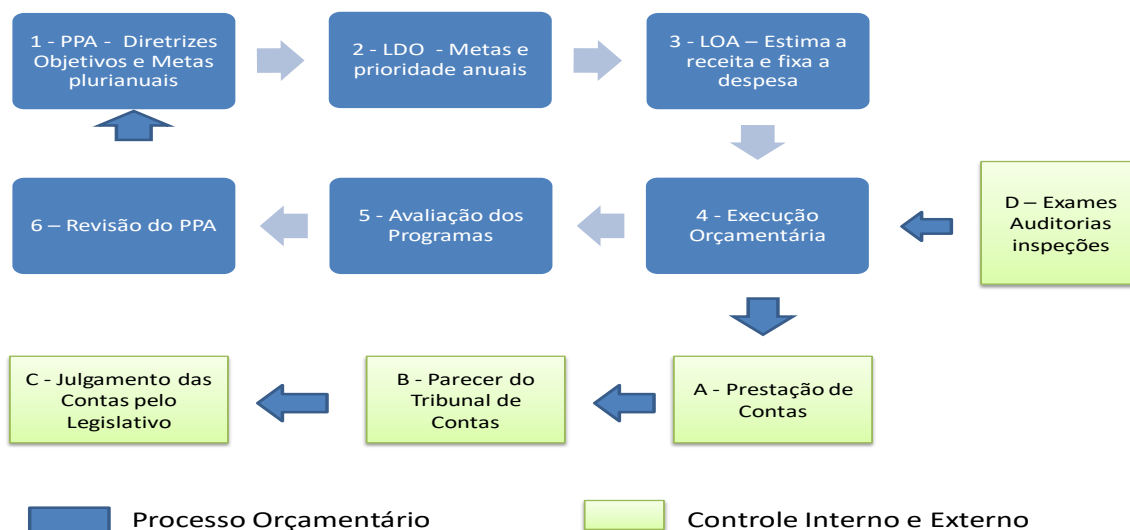 1 - PPA - Diretrizes
Objetivos e Metas
plurianuais
2 - LDO - Metas e
prioridade anuais
3 - LOA – Estima a
receita e fixa a
despesa
6 – Revisão do PPA
5 - Avaliação dos
Programas
4 - Execução
Orçamentária
D – Exames
Auditorias
inspeções
C - Julgamento das
Contas pelo
Legislativo
B - Parecer do
Tribunal de
Contas
A - Prestação de
Contas
Processo Orçamentário
Controle Interno e Externo